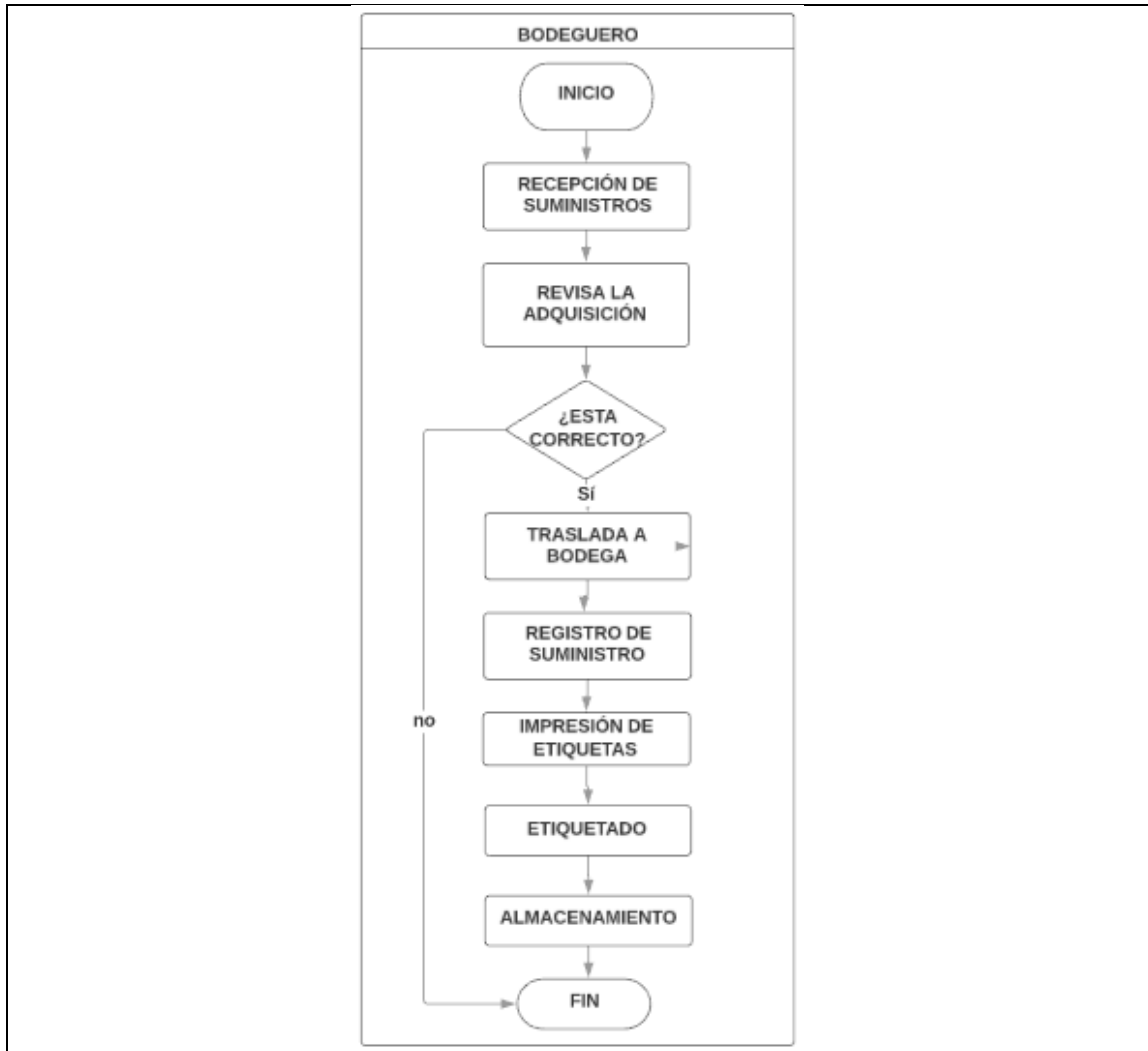 BODEGUERO
INICIO
RECEPCIÓN DE
SUMINISTROS
REVISA LA
ADQUISICIÓN
¿ESTA
CORRECTO?
Sí
TRASLADA A
BODEGA
REGISTRO DE
SUMINISTRO
no
IMPRESIÓN DE
ETIQUETAS
ETIQUETADO
ALMACENAMIENTO
FIN